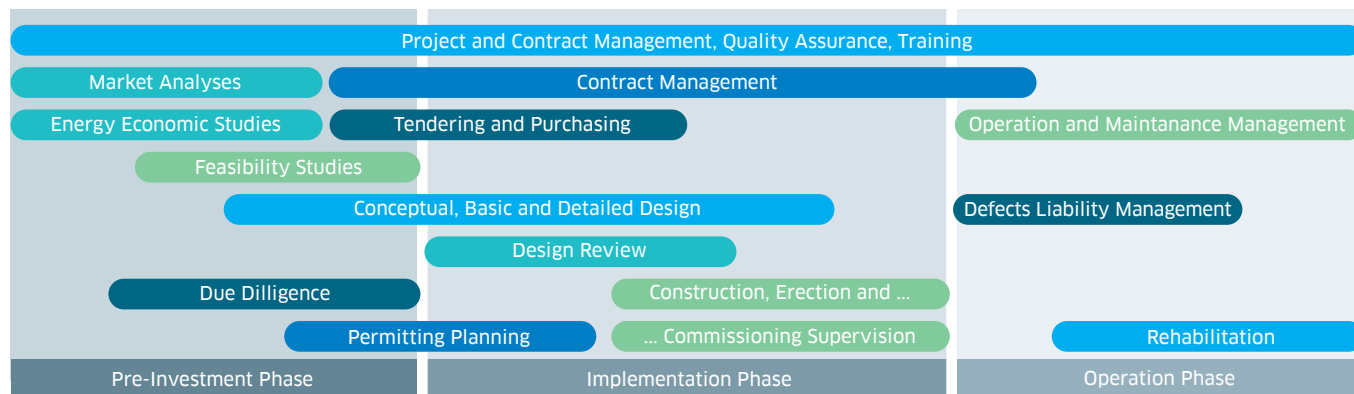 Project and Contract Management, Quality Assurance, Training
Market Analyses
Contract Management
Energy Economic Studies
Tendering and Purchasing
Operation and Maintanance Management
Feasibility Studies
Conceptual, Basic and Detailed Design
Defects Liability Management
Design Review
Due Dilligence
Construction, Erection and ...
Permitting Planning
... Commissioning Supervision
Rehabilitation
Pre-Investment Phase
Implementation Phase
Operation Phase